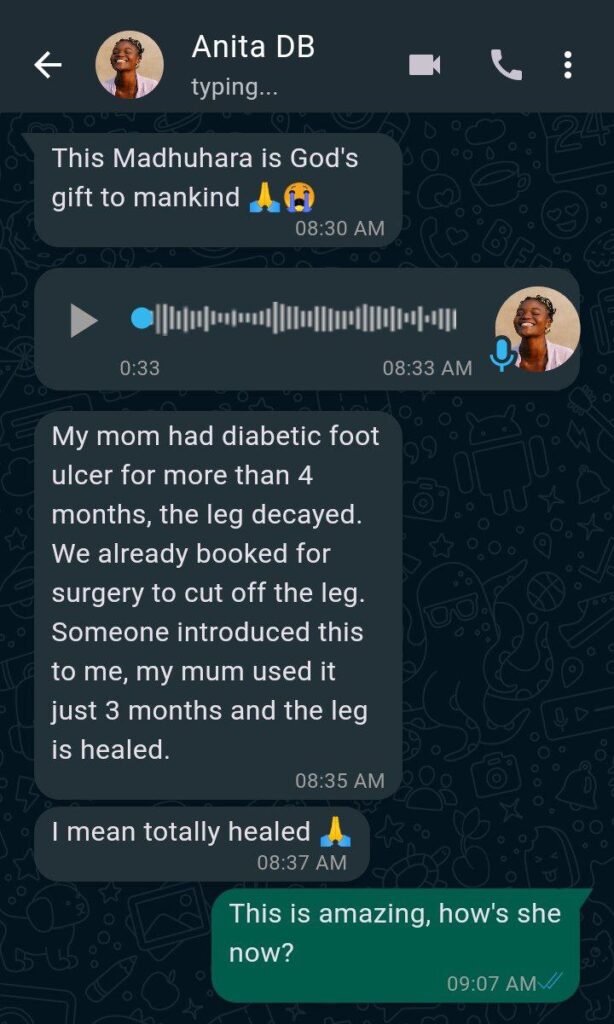 Anita DB
typing...
This Madhuhara is God's
gift to mankind 🙏😭
08:30 AM
0:33
08:33 AM
My mom had diabetic foot
ulcer for more than 4
months, the leg decayed.
We already booked for
surgery to cut off the leg.
Someone introduced this
to me, my mum used it
just 3 months and the leg
is healed.
08:35 AM
I mean totally healed 🙏
08:37 AM
This is amazing, how's she
now?
09:07 AM